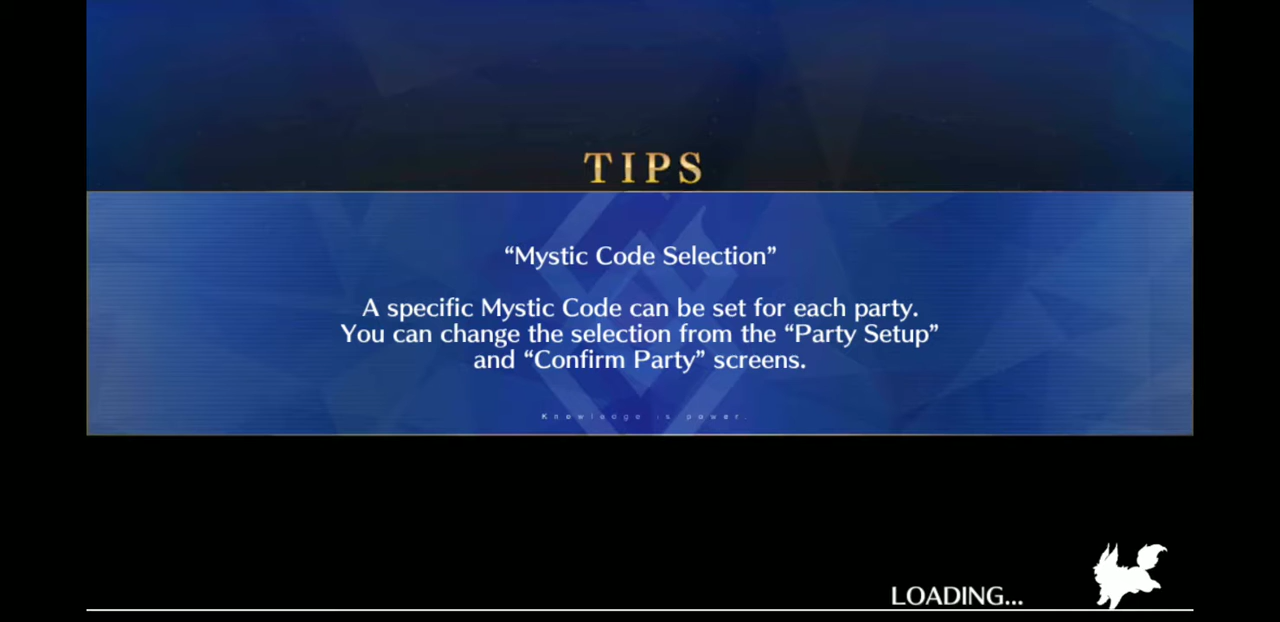 TIPS
“Mystic Code Selection”
A specific Mystic Code can be set for each party.
You can change the selection from the “Party Setup”
and “Confirm Party” screens.
Knowledge is power.
LOADING...